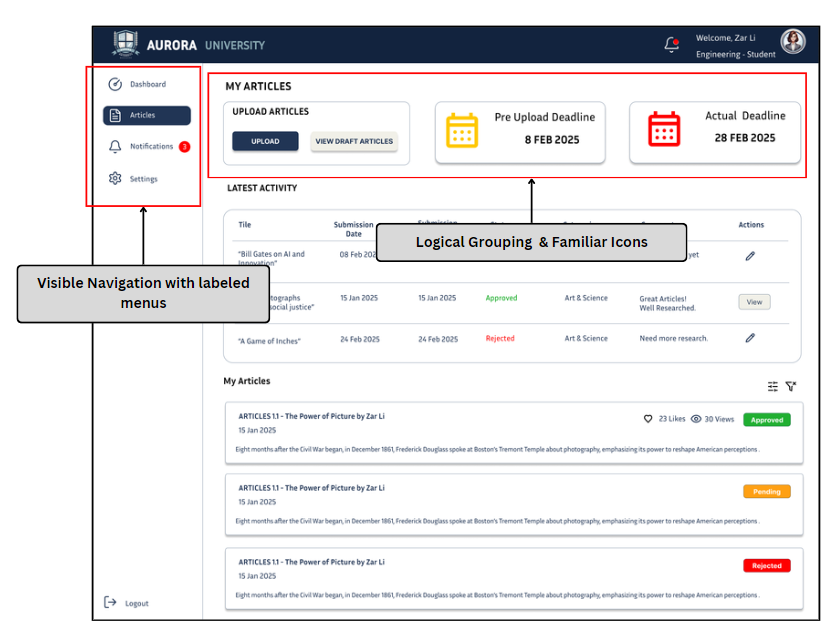 AURORA UNIVERSITY
Welcome, Zar Li
Engineering - Student
Dashboard
Articles
Notifications 3
Settings
Logout
MY ARTICLES
UPLOAD ARTICLES
UPLOAD
VIEW DRAFT ARTICLES
Pre Upload Deadline
8 FEB 2025
Actual Deadline
28 FEB 2025
Visible Navigation with labeled
menus
Logical Grouping & Familiar Icons
LATEST ACTIVITY
Tile
Submission
Date
Actions
"Bill Gates on AI and
Innovation"
08 Feb 202
yet
15 Jan 2025
15 Jan 2025
Approved
Art & Science
Great Articles!
Well Researched.
View
social justice"
"A Game of Inches"
24 Feb 2025
24 Feb 2025
Rejected
Art & Science
Need more research.
My Articles
ARTICLES 1.1 - The Power of Picture by Zar Li
23 Likes
30 Views
Approved
15 Jan 2025
Eight months after the Civil War began, in December 1861, Frederick Douglass spoke at Boston's Tremont Temple about photography, emphasizing its power to reshape American perceptions .
ARTICLES 1.1 - The Power of Picture by Zar Li
Pending
15 Jan 2025
Eight months after the Civil War began, in December 1861, Frederick Douglass spoke at Boston's Tremont Temple about photography, emphasizing its power to reshape American perceptions .
ARTICLES 1.1 - The Power of Picture by Zar Li
Rejected
15 Jan 2025
Eight months after the Civil War began, in December 1861, Frederick Douglass spoke at Boston's Tremont Temple about photography, emphasizing its power to reshape American perceptions .